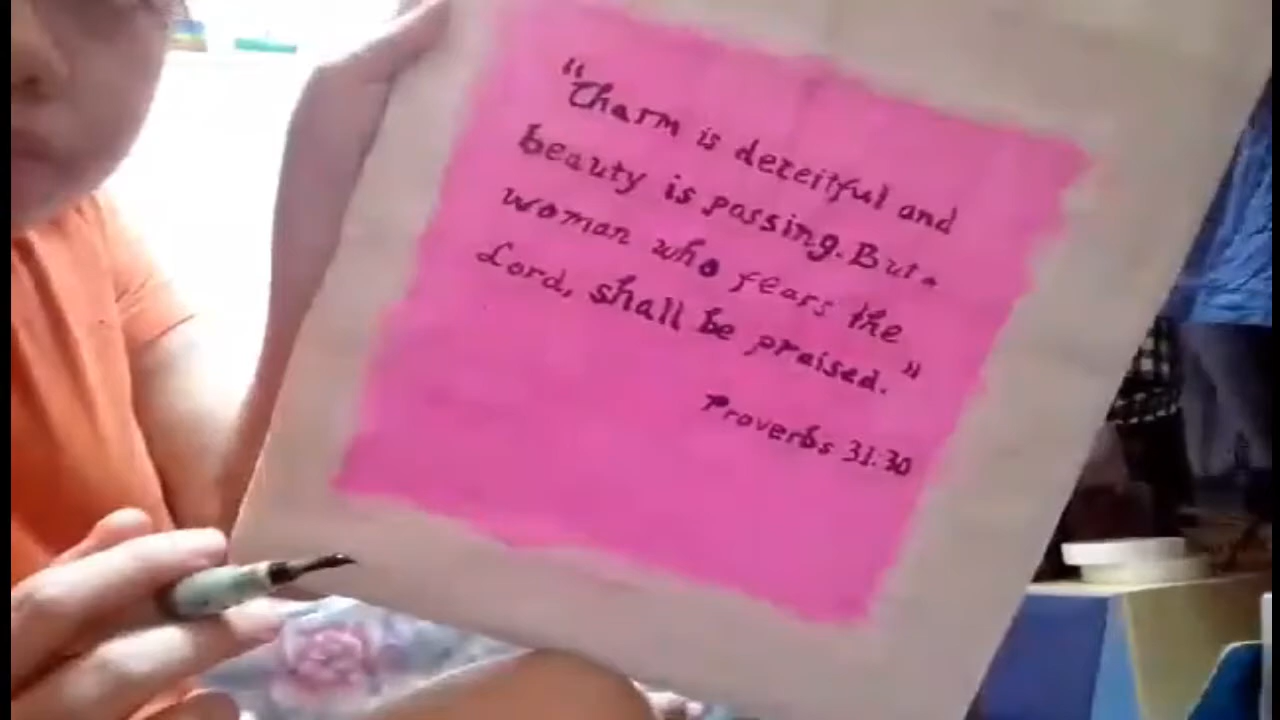 "Charm is deceitful and
beauty is passing. But a
woman who fears the
Lord, shall be praised."
Proverbs 31:30